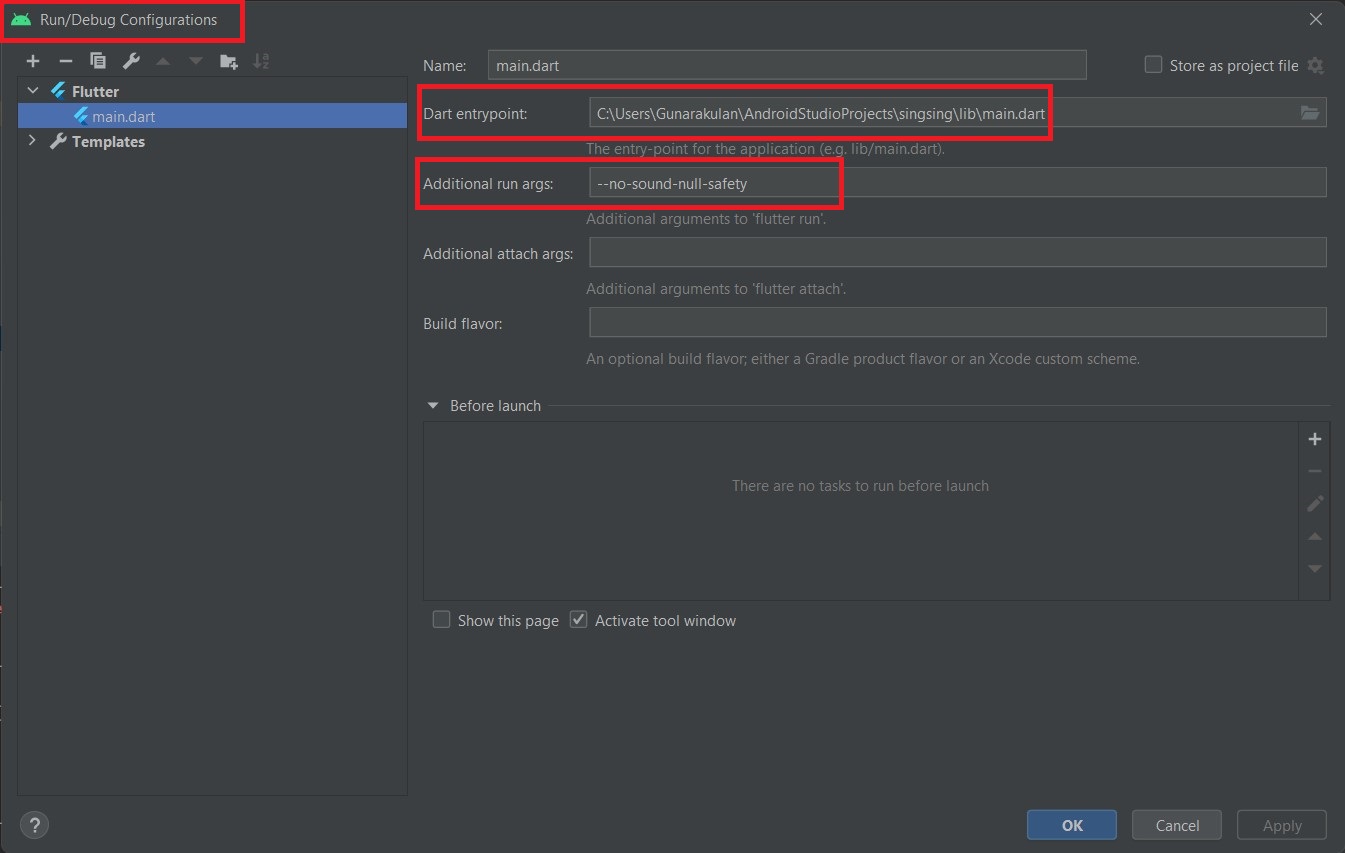 Run/Debug Configurations
Name: main.dart Store as project file
Flutter
main.dart
Templates
Dart entrypoint: C:\Users\Gunarakulan\AndroidStudioProjects\singsing\lib\main.dart
The entry-point for the application (e.g. lib/main.dart).
Additional run args: --no-sound-null-safety
Additional arguments to 'flutter run'.
Additional attach args:
Additional arguments to 'flutter attach'.
Build flavor:
An optional build flavor; either a Gradle product flavor or an Xcode custom scheme.
Before launch
There are no tasks to run before launch
Show this page Activate tool window
? OK Cancel Apply